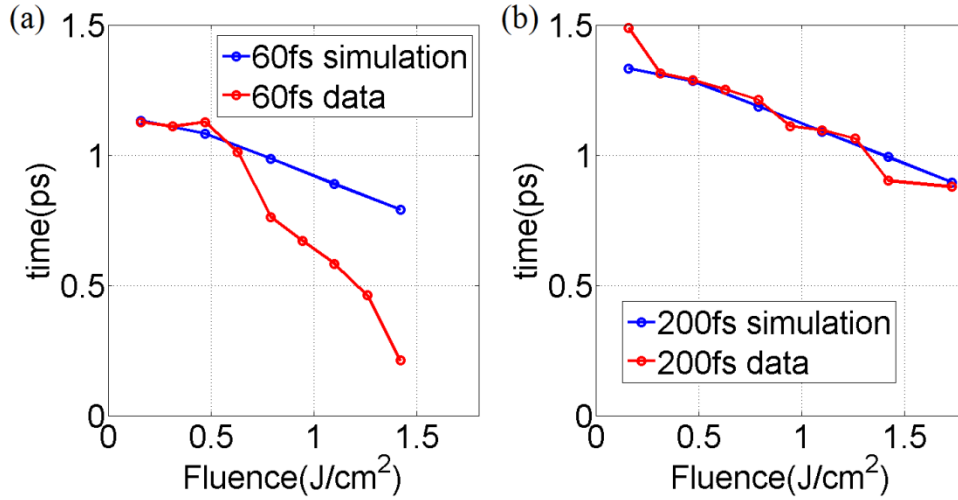 (a)
1.5
1
0.5
0
time(ps)
60fs simulation
60fs data
0
0.5
1
1.5
Fluence(J/cm²)
(b)
1.5
1
0.5
0
time(ps)
200fs simulation
200fs data
0
0.5
1
1.5
Fluence(J/cm²)